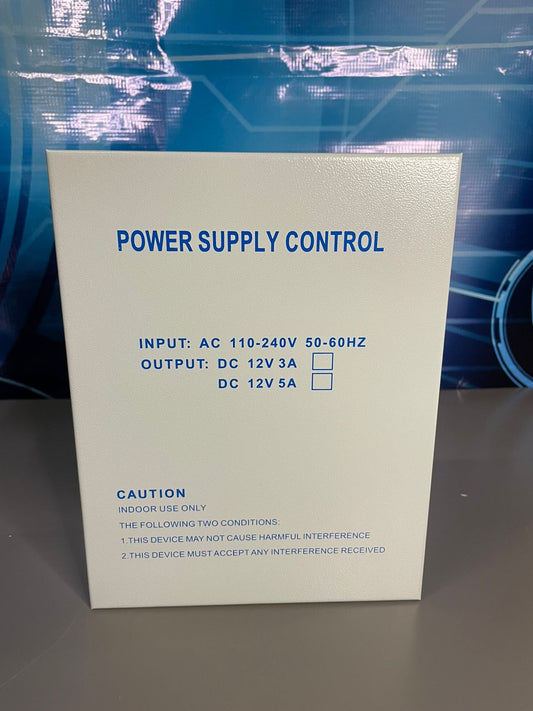 POWER SUPPLY CONTROL
INPUT: AC 110-240V 50-60HZ
OUTPUT: DC 12V 3A
DC 12V 5A
CAUTION
INDOOR USE ONLY
THE FOLLOWING TWO CONDITIONS:
1.THIS DEVICE MAY NOT CAUSE HARMFUL INTERFERENCE
2.THIS DEVICE MUST ACCEPT ANY INTERFERENCE RECEIVED